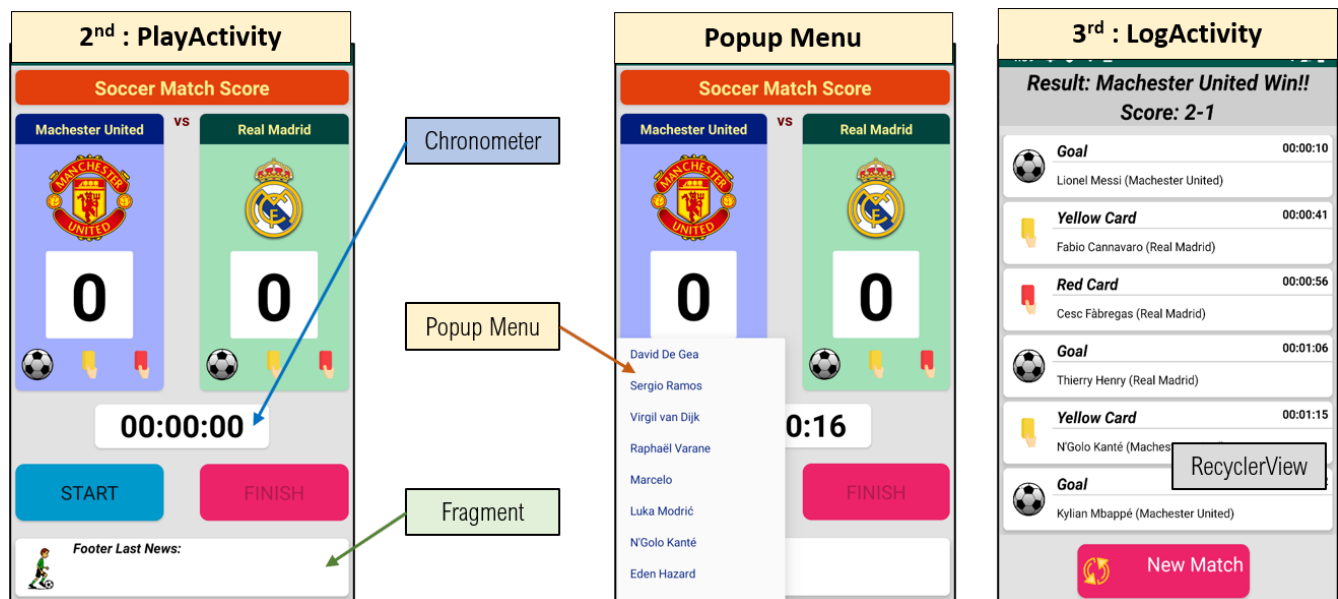 2nd : PlayActivity
Soccer Match Score
Machester United
vs
Real Madrid
MANCHESTER
UNITED
0
0
00:00:00
START
FINISH
Footer Last News:
Chronometer
Popup Menu
Fragment
Popup Menu
Soccer Match Score
Machester United
vs
Real Madrid
MANCHESTER
UNITED
0
0
David De Gea
Sergio Ramos
Virgil van Dijk
Raphaël Varane
Marcelo
Luka Modrić
N'Golo Kanté
Eden Hazard
0:16
FINISH
3rd : LogActivity
Result: Machester United Win!!
Score: 2-1
Goal 00:00:10
Lionel Messi (Machester United)
Yellow Card 00:00:41
Fabio Cannavaro (Real Madrid)
Red Card 00:00:56
Cesc Fàbregas (Real Madrid)
Goal 00:01:06
Thierry Henry (Real Madrid)
Yellow Card 00:01:15
N'Golo Kanté (Maches
RecyclerView
Goal
Kylian Mbappé (Machester United)
New Match